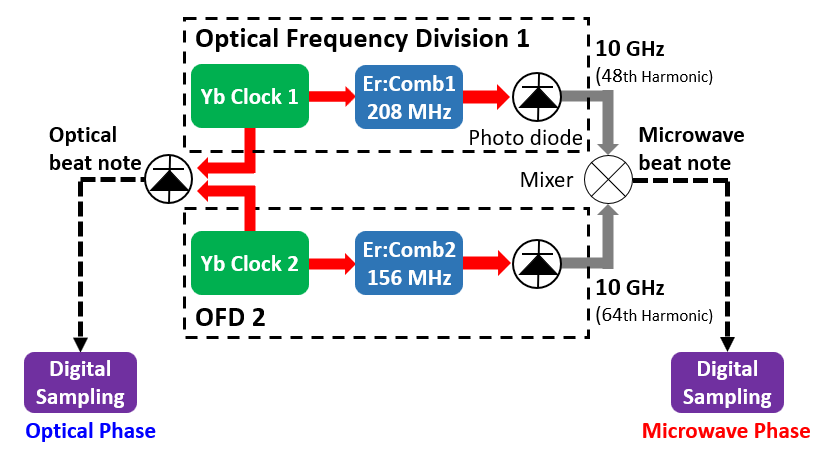 Optical Frequency Division 1
Yb Clock 1
Er:Comb1
208 MHz
Photo diode
10 GHz
(48th Harmonic)
Optical
beat note
Microwave
beat note
Mixer
Yb Clock 2
Er:Comb2
156 MHz
OFD 2
10 GHz
(64th Harmonic)
Digital
Sampling
Optical Phase
Digital
Sampling
Microwave Phase